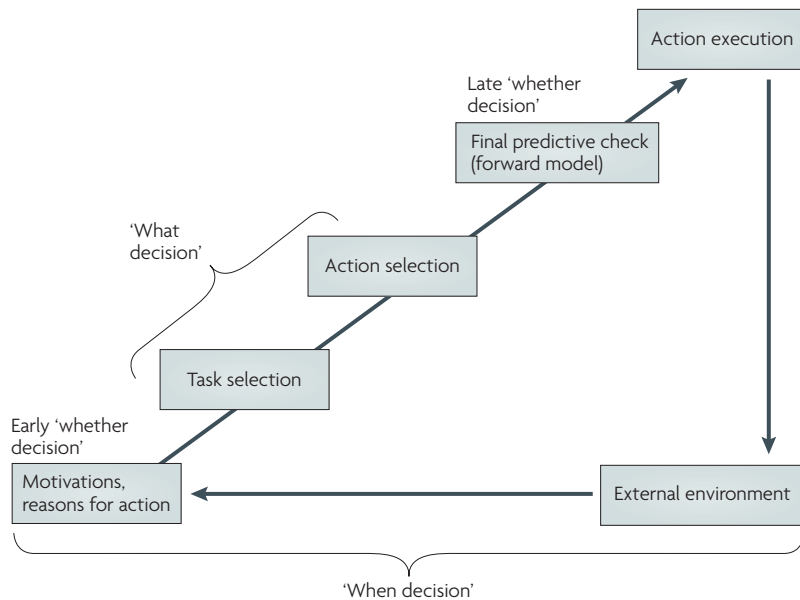 Action execution
Late ‘whether
decision’
Final predictive check
(forward model)
‘What
decision’
Action selection
Task selection
Early ‘whether
decision’
Motivations,
reasons for action
External environment
‘When decision’